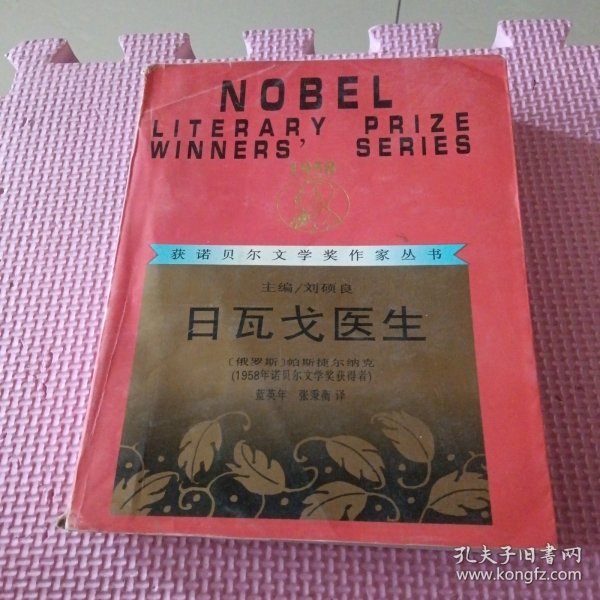 NOBEL
LITERARY PRIZE
WINNERS' SERIES
1958
获诺贝尔文学奖作家丛书
主编/刘硕良
日瓦戈医生
〔俄罗斯〕帕斯捷尔纳克
(1958年诺贝尔文学奖获得者)
蓝英年 张秉衡 译
孔夫子旧书网
www.kongfz.com